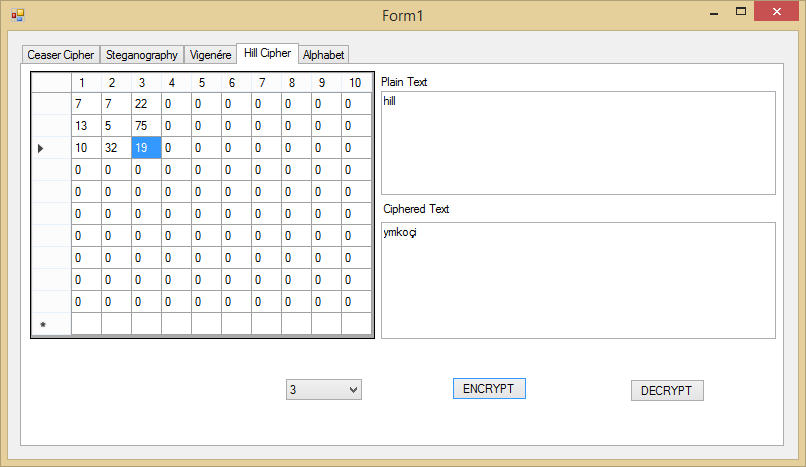 Form1
Ceaser Cipher Steganography Vigenére Hill Cipher Alphabet
1 2 3 4 5 6 7 8 9 10
7 7 22 0 0 0 0 0 0 0
13 5 75 0 0 0 0 0 0 0
10 32 19 0 0 0 0 0 0 0
0 0 0 0 0 0 0 0 0 0
0 0 0 0 0 0 0 0 0 0
0 0 0 0 0 0 0 0 0 0
0 0 0 0 0 0 0 0 0 0
0 0 0 0 0 0 0 0 0 0
0 0 0 0 0 0 0 0 0 0
0 0 0 0 0 0 0 0 0 0
Plain Text
hill
Ciphered Text
ymkoçi
3 ENCRYPT DECRYPT